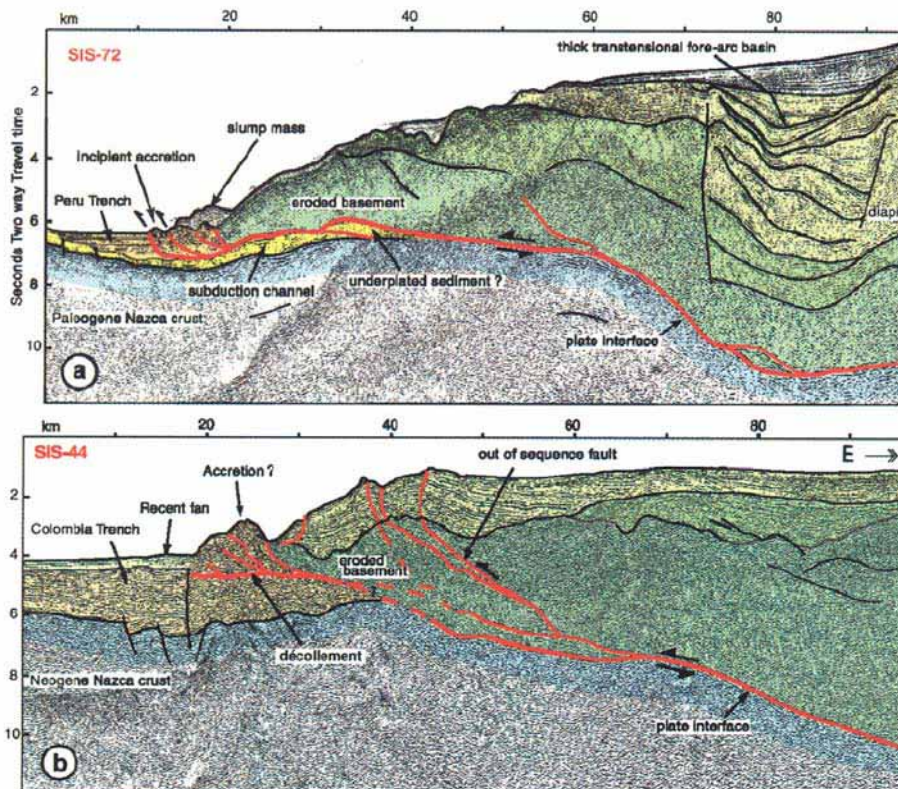 km 20 40 60 80
SIS-72
thick transtensional fore-arc basin
2
slump mass
4
incipient accretion
Peru Trench
eroded basement
6
diapi
subduction channel
underplated sediment ?
8
Paleogene Nazca crust
plate interface
10
Seconds Two way Travel time
a
km 20 40 60 80
SIS-44
out of sequence fault
E
Accretion ?
2
Recent fan
Colombia Trench
4
eroded
basement
6
décollement
8
Neogene Nazca crust
plate interface
10
b